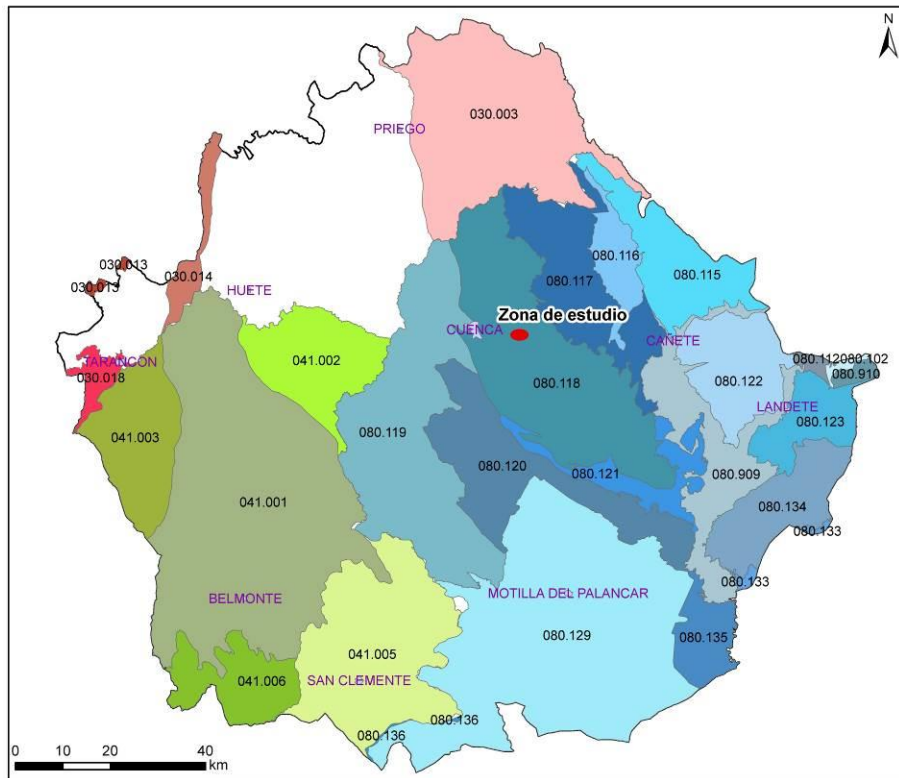 N
030.003
PRIEGO
030.013
030.013
030.014
HUETE
080.116
080.115
080.117
Zona de estudio
CUENCA
CAÑETE
TARANCÓN
030.018
041.002
080.112
080.102
080.910
080.122
080.118
LANDETE
080.123
041.003
080.119
080.120
080.121
080.909
041.001
080.134
080.133
080.133
BELMONTE
MOTILLA DEL PALANCAR
080.129
080.135
041.005
041.006
SAN CLEMENTE
080.136
080.136
0 10 20 40
km